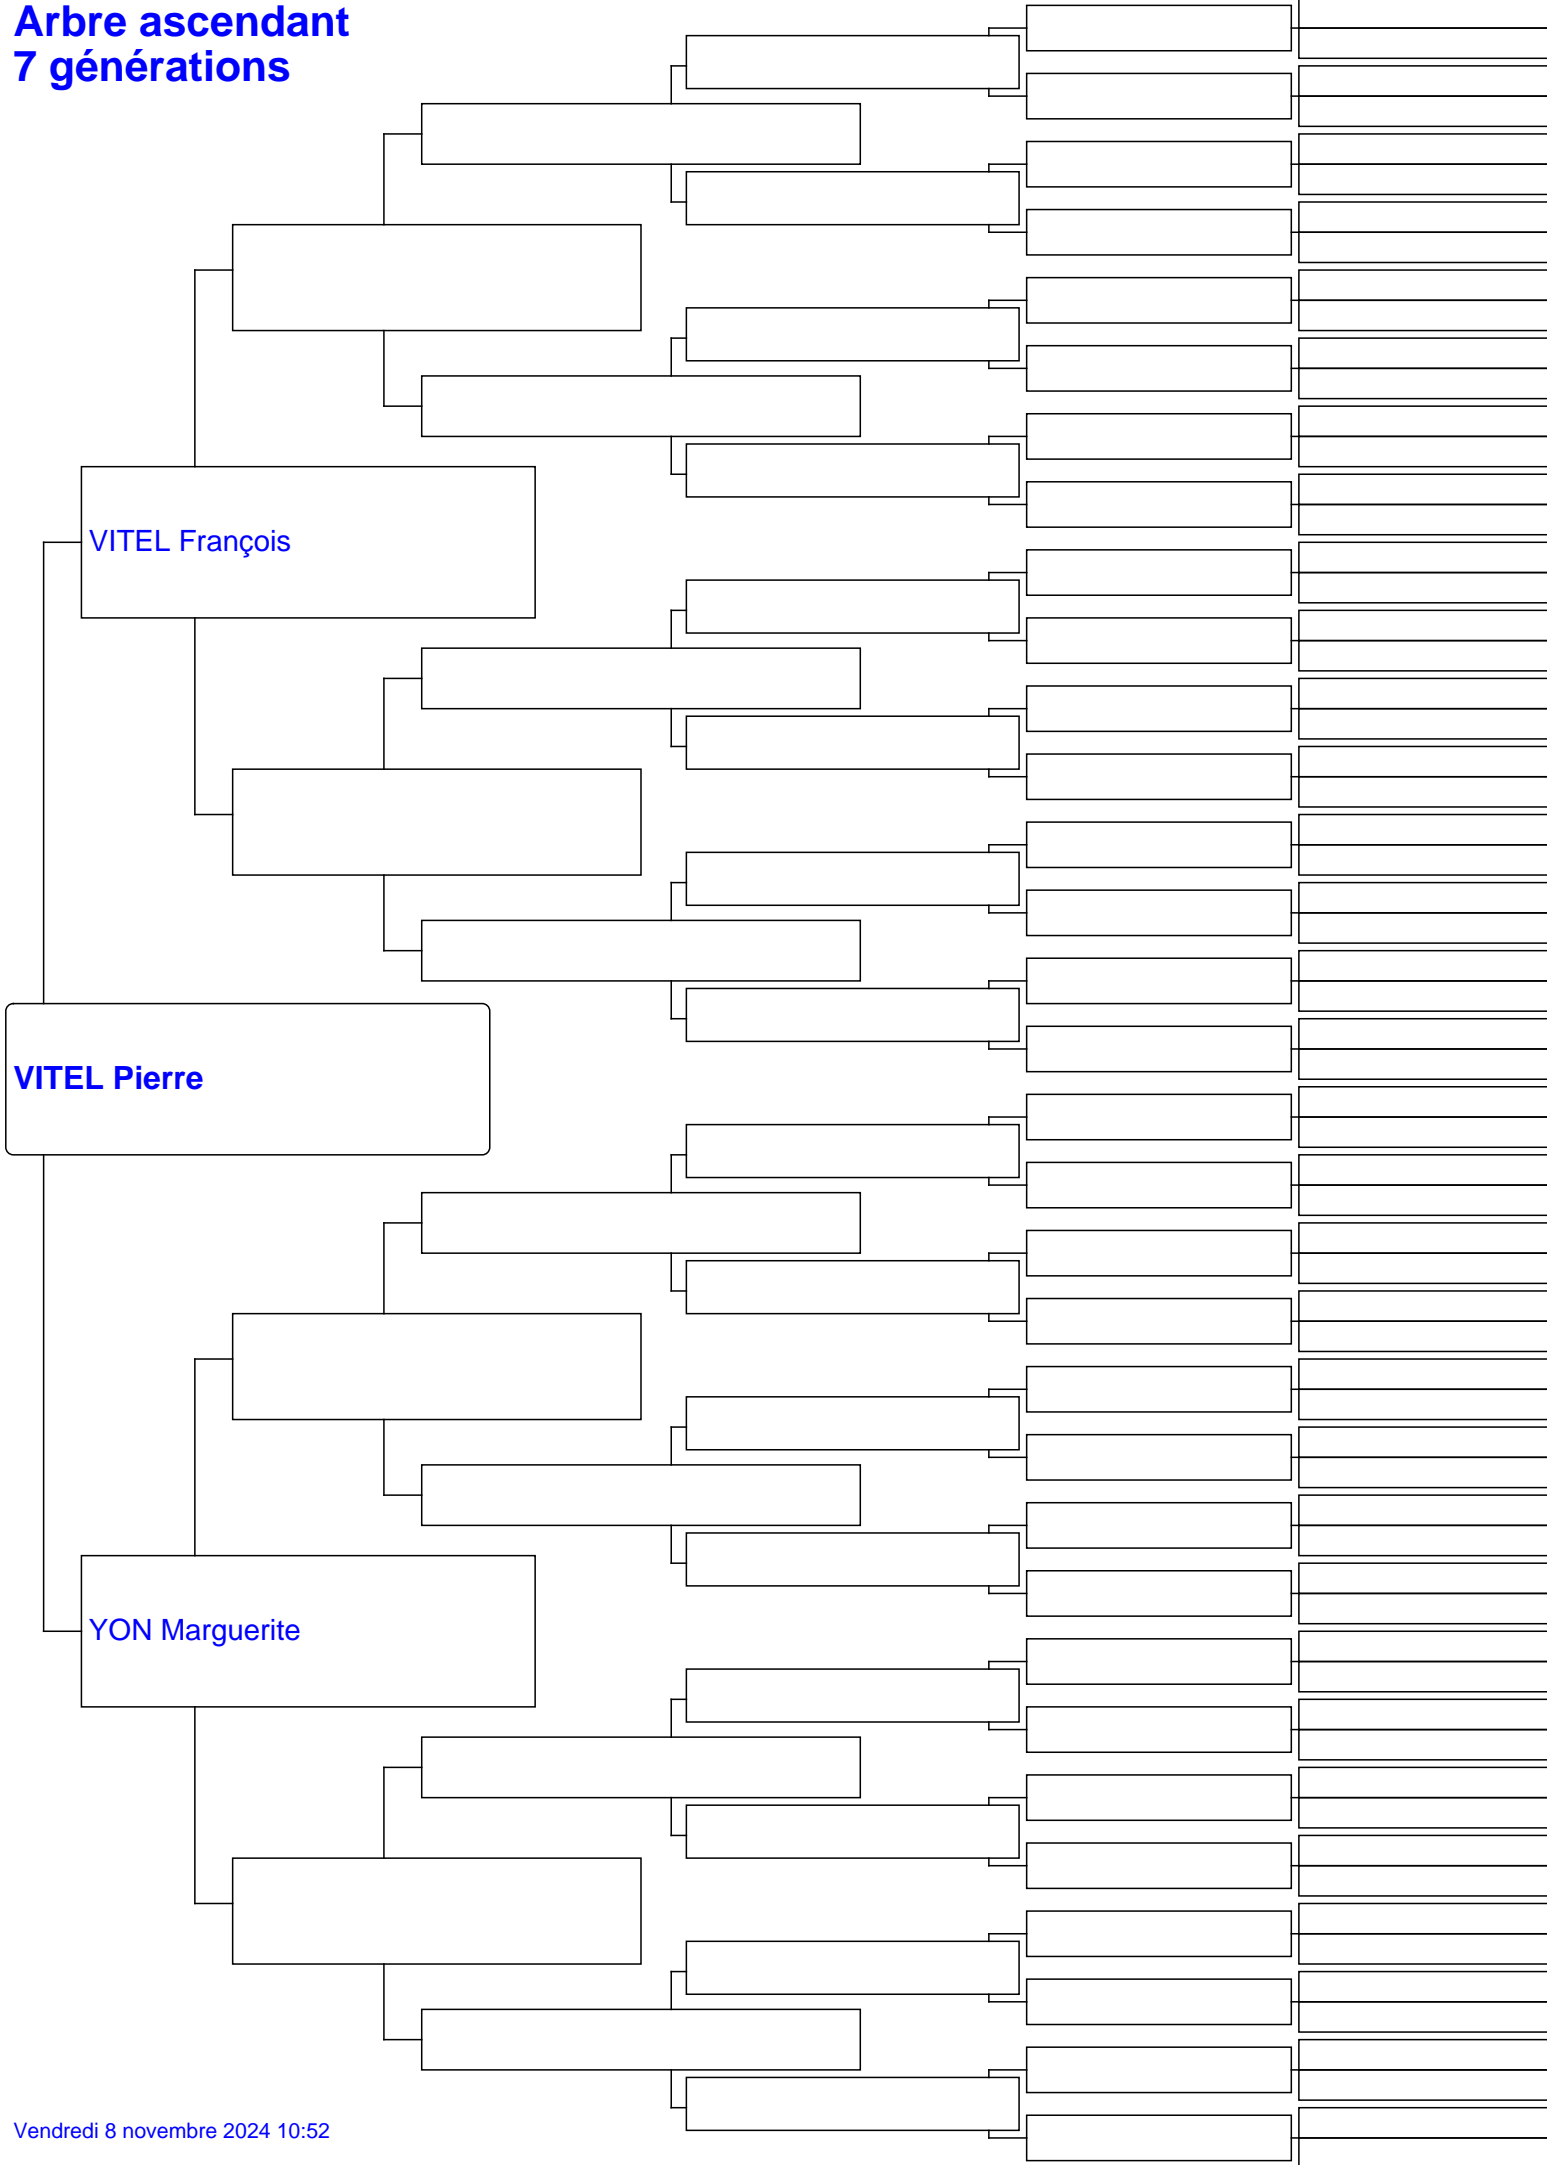 Arbre ascendant
7 générations
VITEL François
VITEL Pierre
YON Marguerite
Vendredi 8 novembre 2024 10:52